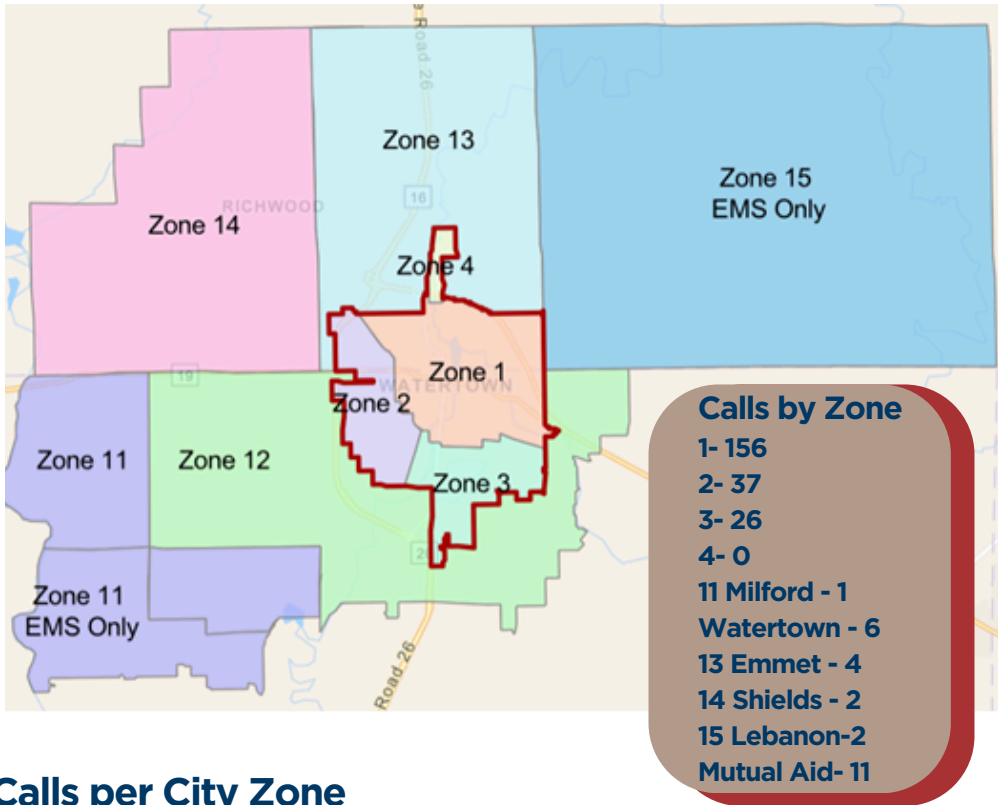 Road 26
Zone 13
16
Zone 15
EMS Only
RICHWOOD
Zone 14
Zone 4
19
Zone 1
WATERTOWN
Zone 2
Zone 11
Zone 12
Zone 3
Zone 11
EMS Only
Road 26
Calls by Zone
1- 156
2- 37
3- 26
4- 0
11 Milford - 1
Watertown - 6
13 Emmet - 4
14 Shields - 2
15 Lebanon-2
Mutual Aid- 11
Calls per City Zone